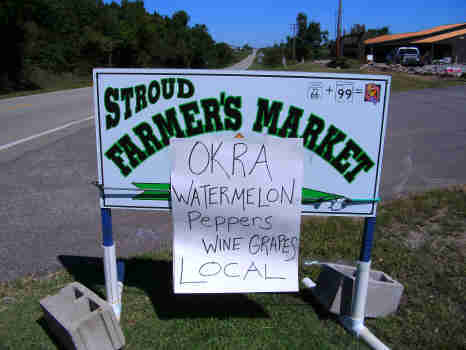 STROUD
FARMER'S MARKET
66 + 99 =
OKRA
WATERMELON
Peppers
WINE GRAPES
LOCAL